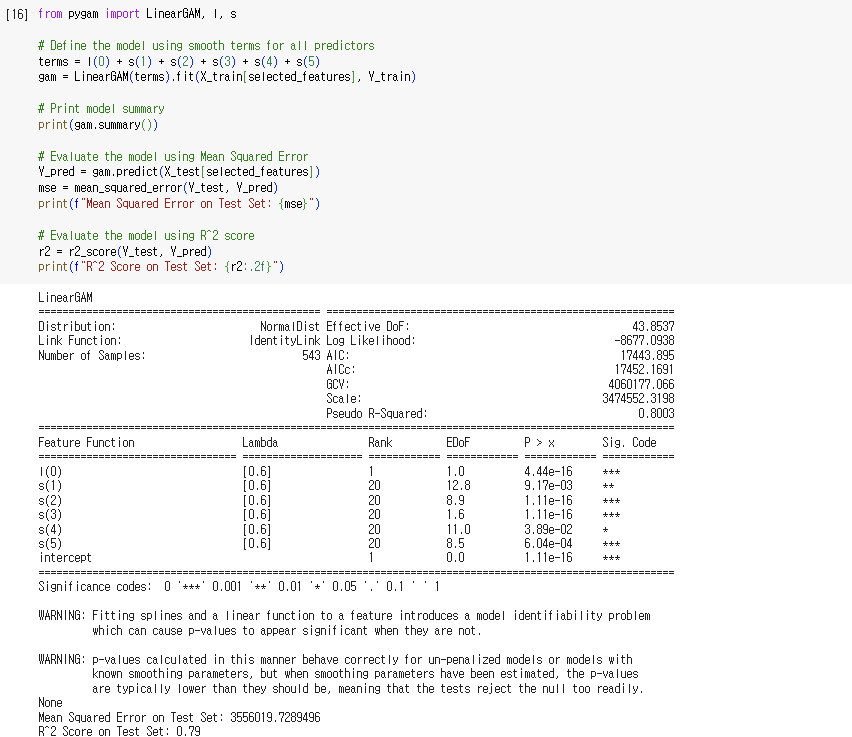 [16] from pygam import LinearGAM, l, s
# Define the model using smooth terms for all predictors
terms = l(0) + s(1) + s(2) + s(3) + s(4) + s(5)
gam = LinearGAM(terms).fit(X_train[selected_features], Y_train)
# Print model summary
print(gam.summary())
# Evaluate the model using Mean Squared Error
Y_pred = gam.predict(X_test[selected_features])
mse = mean_squared_error(Y_test, Y_pred)
print(f"Mean Squared Error on Test Set: {mse}")
# Evaluate the model using R^2 score
r2 = r2_score(Y_test, Y_pred)
print(f"R^2 Score on Test Set: {r2:.2f}")
LinearGAM
=============================================== ==========================================================
Distribution: NormalDist Effective DoF: 43.8537
Link Function: IdentityLink Log Likelihood: -8677.0938
Number of Samples: 543 AIC: 17443.895
AICc: 17452.1691
GCV: 4060177.066
Scale: 3474552.3198
Pseudo R-Squared: 0.8003
==========================================================================================================
Feature Function Lambda Rank EDoF P > x Sig. Code
================================= ==================== ============ ============ ============ ============
l(0) [0.6] 1 1.0 4.44e-16 ***
s(1) [0.6] 20 12.8 9.17e-03 **
s(2) [0.6] 20 8.9 1.11e-16 ***
s(3) [0.6] 20 1.6 1.11e-16 ***
s(4) [0.6] 20 11.0 3.89e-02 *
s(5) [0.6] 20 8.5 6.04e-04 ***
intercept 1 0.0 1.11e-16 ***
==========================================================================================================
Significance codes: 0 '***' 0.001 '**' 0.01 '*' 0.05 '.' 0.1 ' ' 1
WARNING: Fitting splines and a linear function to a feature introduces a model identifiability problem
which can cause p-values to appear significant when they are not.
WARNING: p-values calculated in this manner behave correctly for un-penalized models or models with
known smoothing parameters, but when smoothing parameters have been estimated, the p-values
are typically lower than they should be, meaning that the tests reject the null too readily.
None
Mean Squared Error on Test Set: 3556019.7289496
R^2 Score on Test Set: 0.79